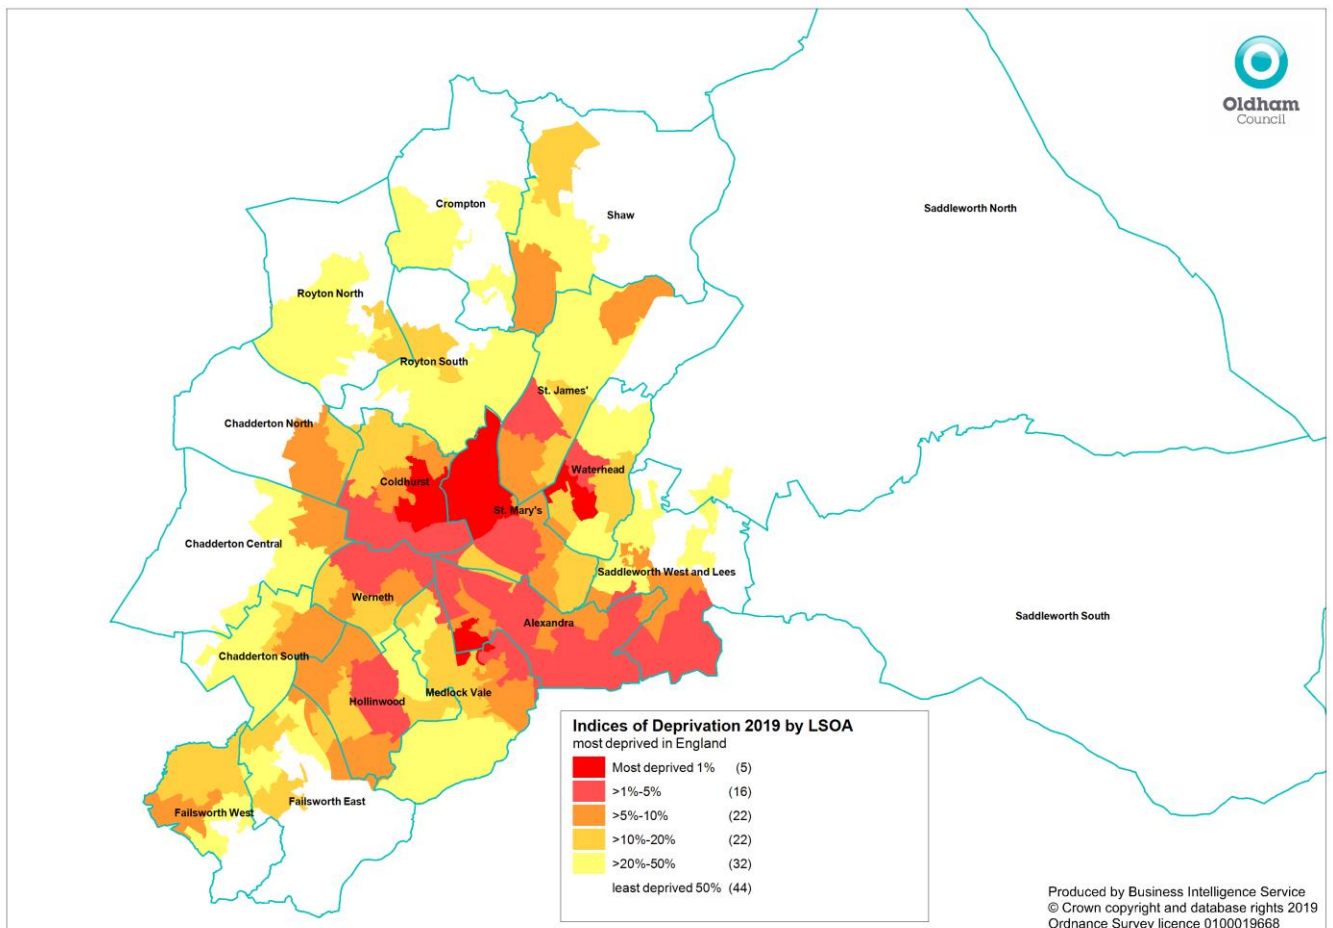 Oldham
Council
Crompton
Shaw
Saddleworth North
Royton North
Royton South
St. James'
Chadderton North
Waterhead
Coldhurst
St. Mary's
Chadderton Central
Saddleworth West and Lees
Werneth
Saddleworth South
Alexandra
Chadderton South
Medlock Vale
Hollinwood
Failsworth East
Failsworth West
Indices of Deprivation 2019 by LSOA
most deprived in England
Most deprived 1% (5)
>1%-5% (16)
>5%-10% (22)
>10%-20% (22)
>20%-50% (32)
least deprived 50% (44)
Produced by Business Intelligence Service
© Crown copyright and database rights 2019
Ordnance Survey licence 0100019668